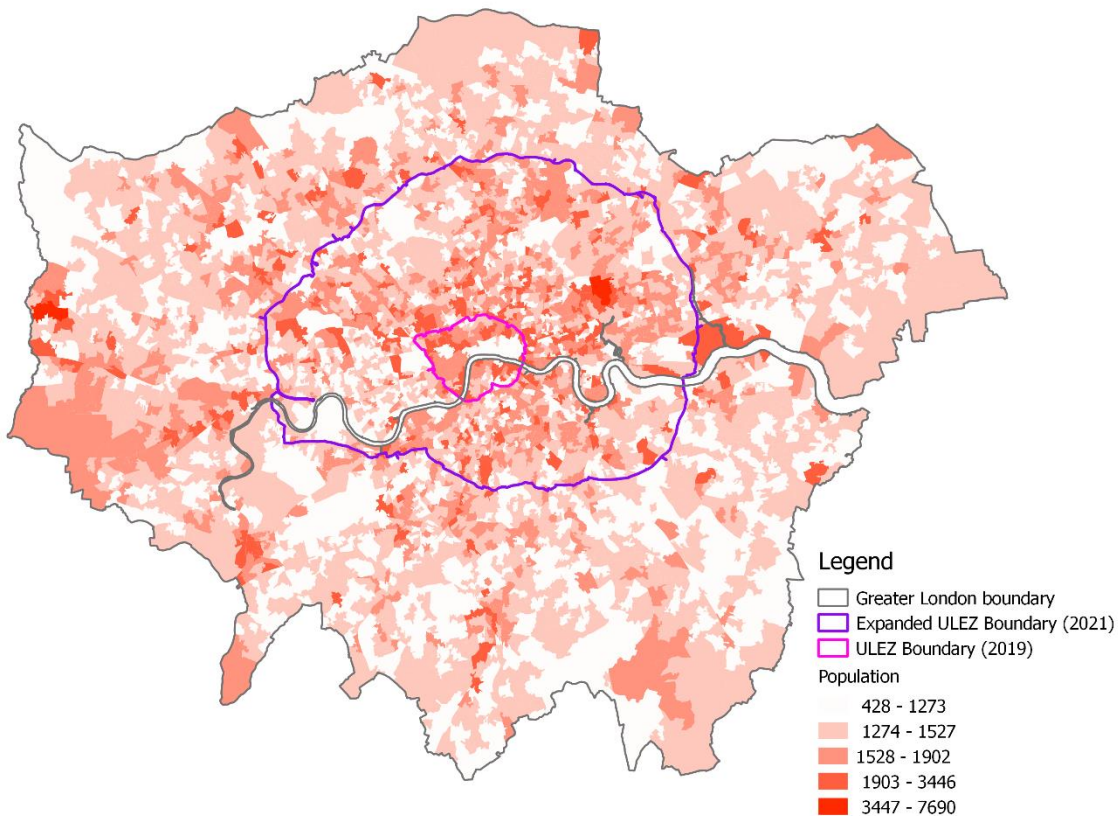 Legend
Greater London boundary
Expanded ULEZ Boundary (2021)
ULEZ Boundary (2019)
Population
428 - 1273
1274 - 1527
1528 - 1902
1903 - 3446
3447 - 7690